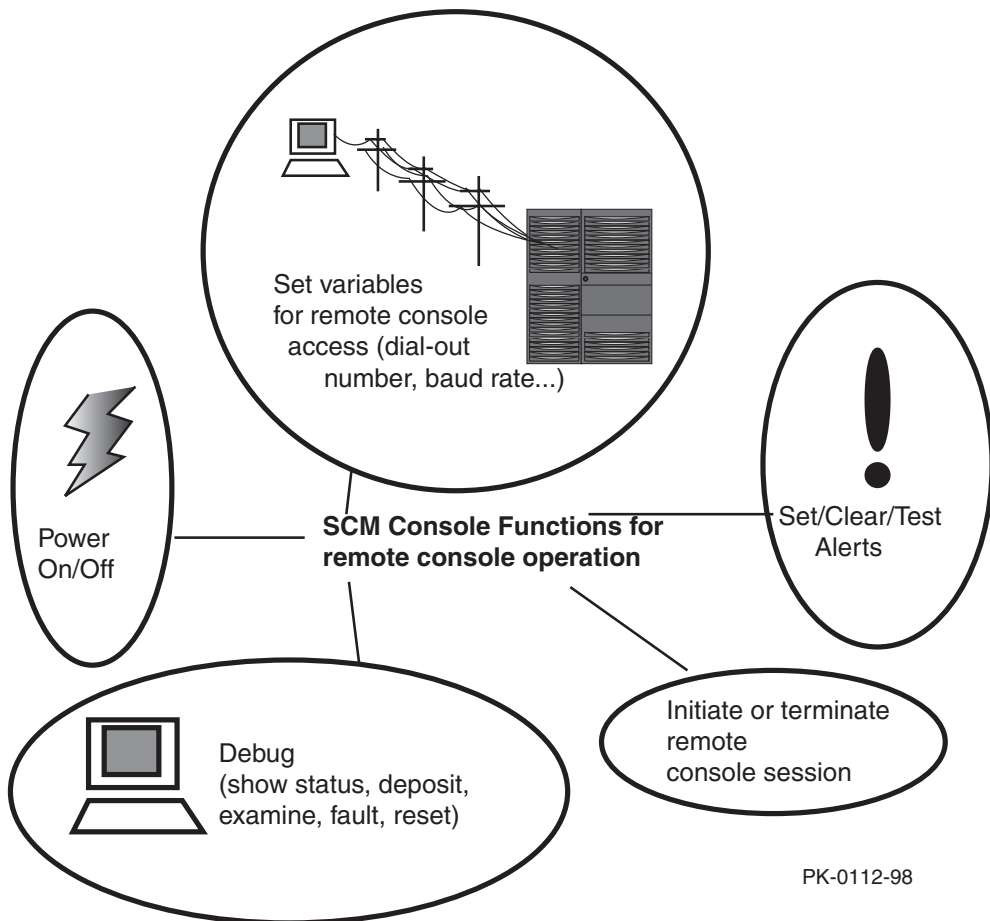 Set variables
for remote console
access (dial-out
number, baud rate...)
Power
On/Off
SCM Console Functions for
remote console operation
Set/Clear/Test
Alerts
Debug
(show status, deposit,
examine, fault, reset)
Initiate or terminate
remote
console session
PK-0112-98